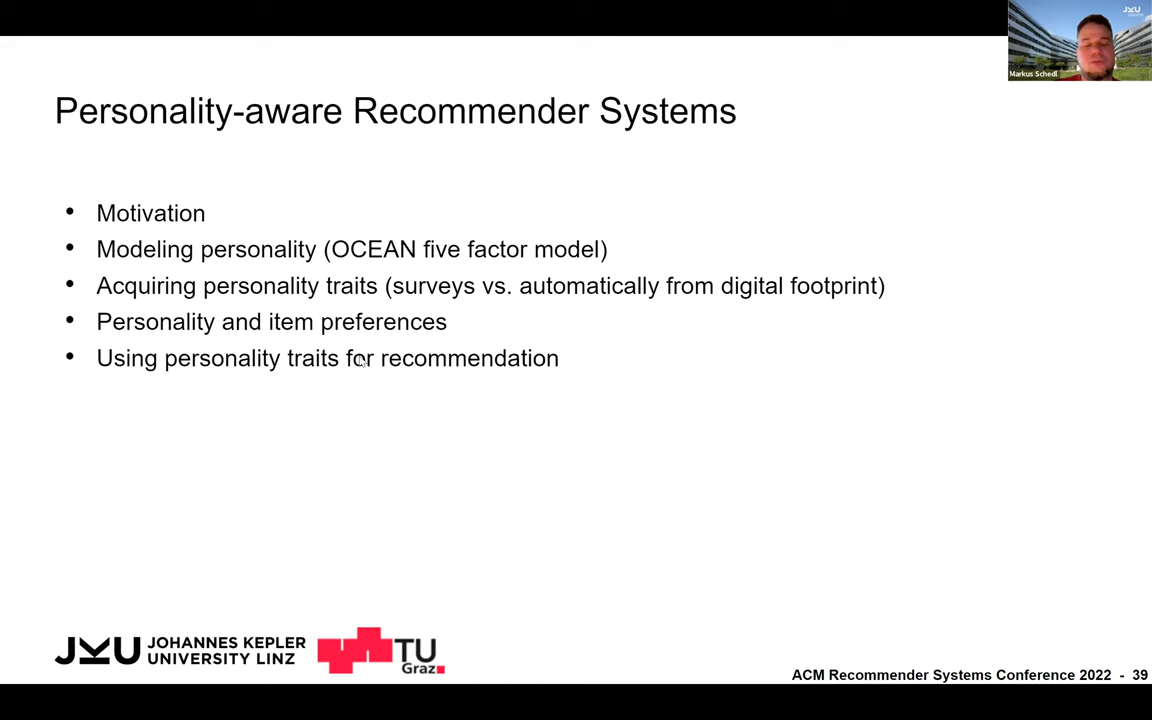 JKU
Markus Schedl
Personality-aware Recommender Systems
• Motivation
• Modeling personality (OCEAN five factor model)
• Acquiring personality traits (surveys vs. automatically from digital footprint)
• Personality and item preferences
• Using personality traits for recommendation
JKU JOHANNES KEPLER
UNIVERSITY LINZ
TU
Graz
ACM Recommender Systems Conference 2022 - 39